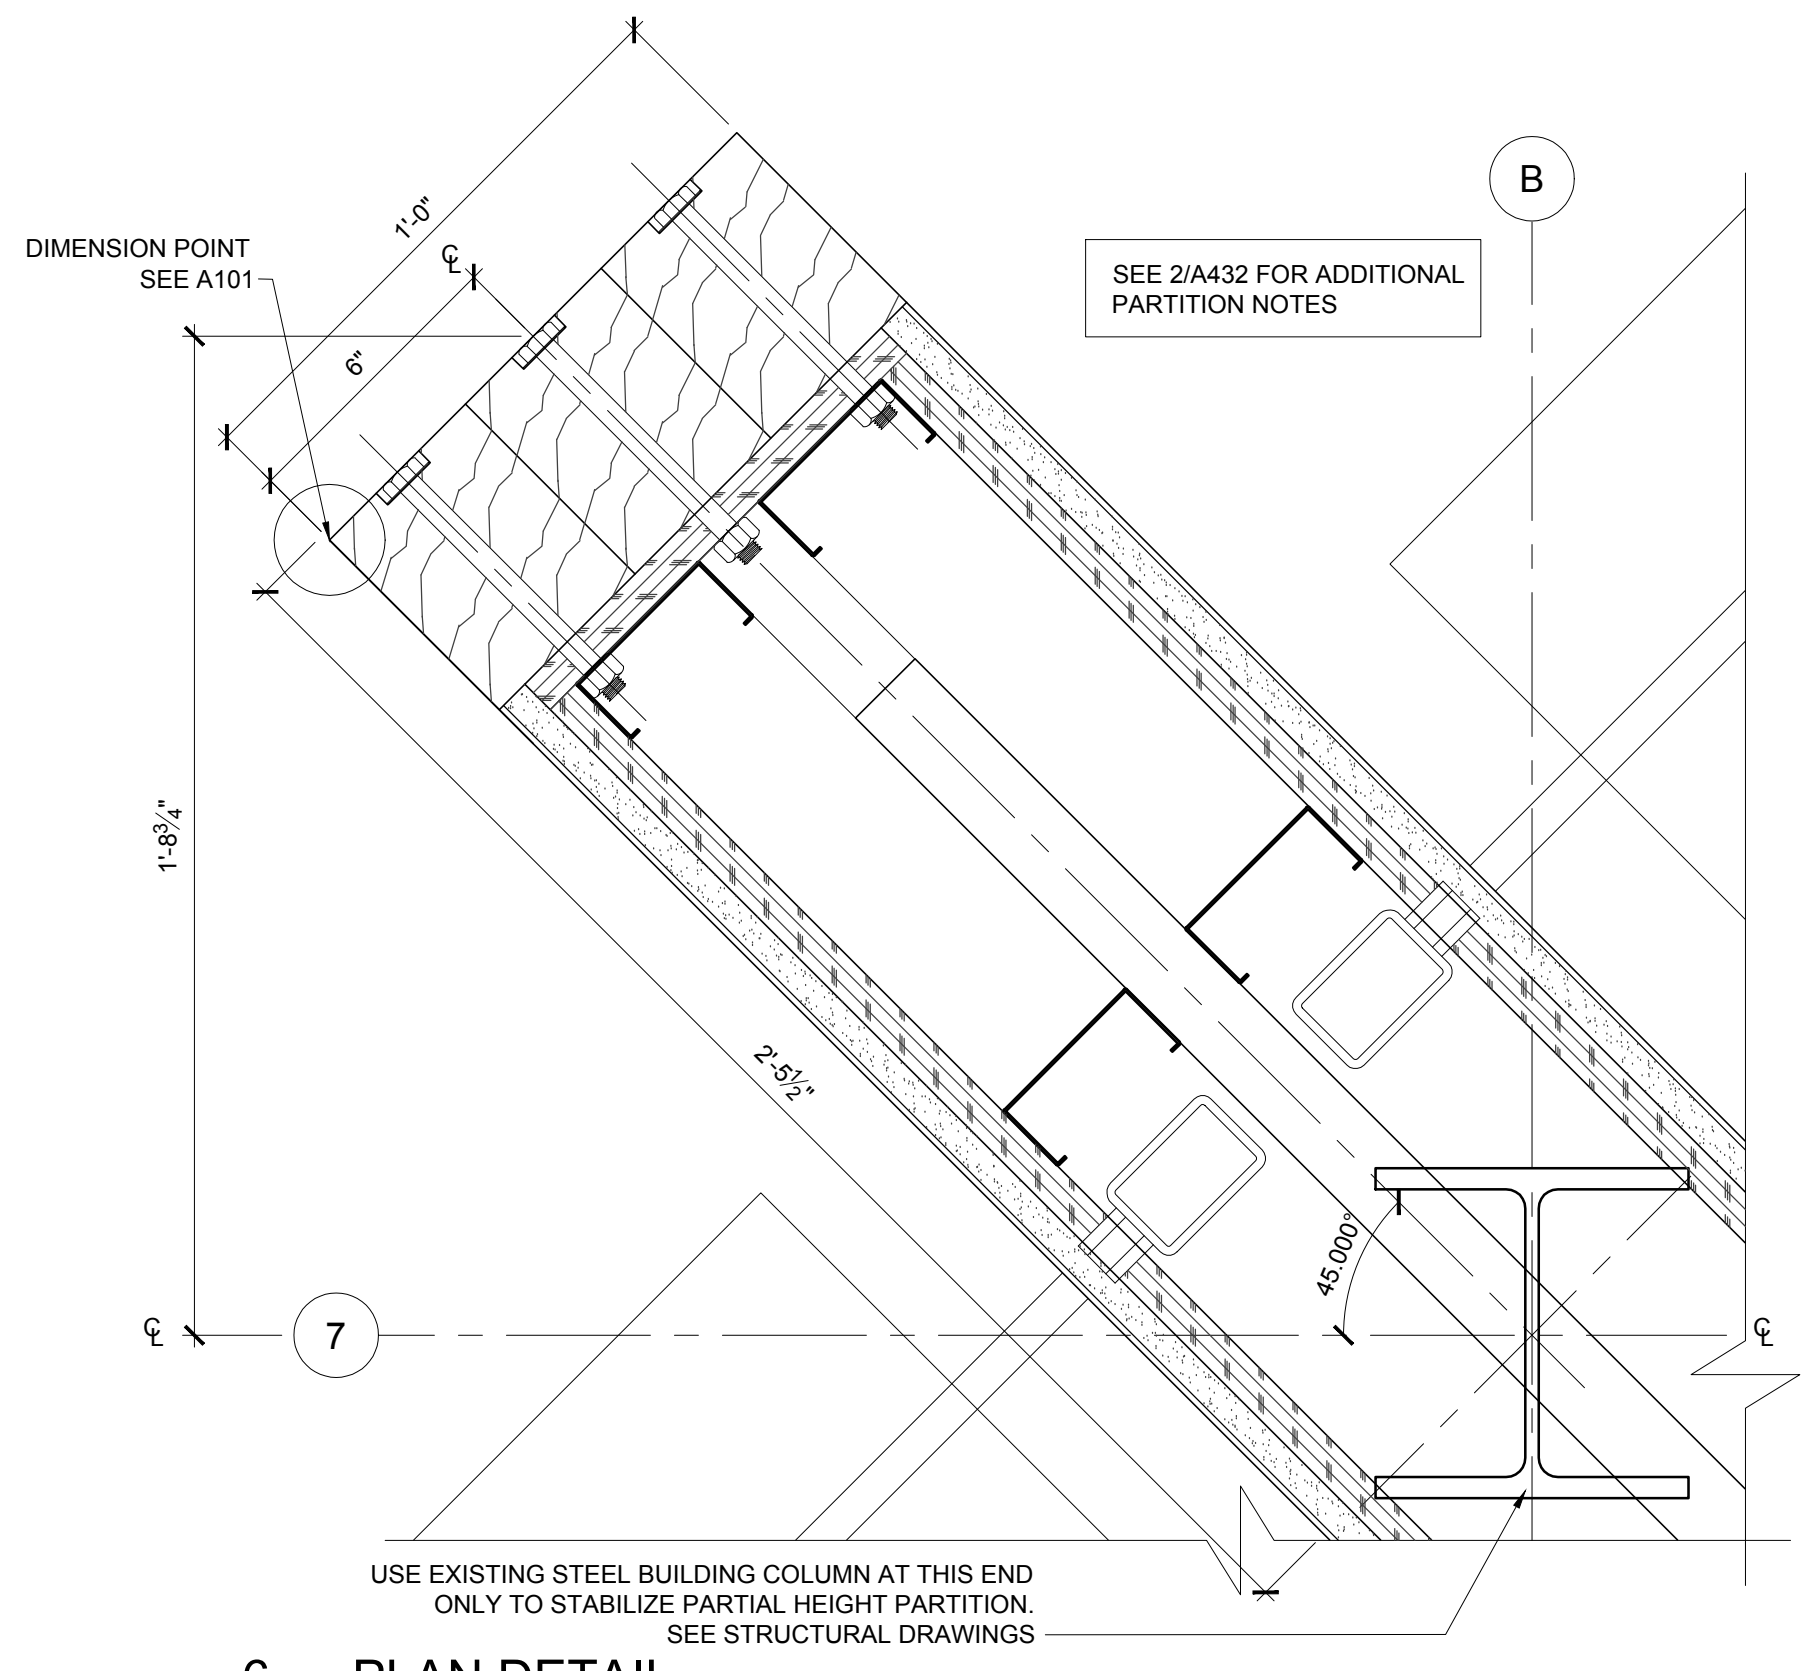 1'-0"
DIMENSION POINT
SEE A101
℄
6"
B
SEE 2/A432 FOR ADDITIONAL
PARTITION NOTES
1'-8¾"
2'-5½"
45.000°
℄
7
℄
USE EXISTING STEEL BUILDING COLUMN AT THIS END
ONLY TO STABILIZE PARTIAL HEIGHT PARTITION.
SEE STRUCTURAL DRAWINGS
PLAN DETAIL